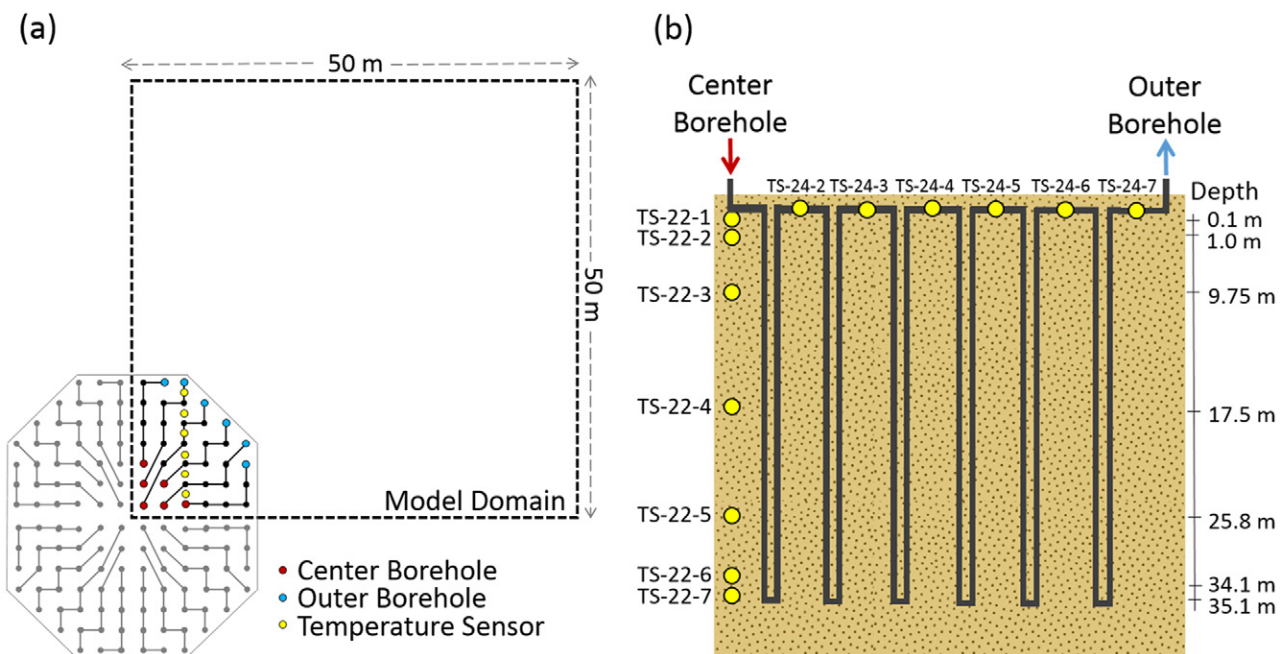 (a)
50 m
50 m
Model Domain
Center Borehole
Outer Borehole
Temperature Sensor
(b)
Center
Borehole
Outer
Borehole
TS-24-2 TS-24-3 TS-24-4 TS-24-5 TS-24-6 TS-24-7
Depth
TS-22-1
0.1 m
TS-22-2
1.0 m
TS-22-3
9.75 m
TS-22-4
17.5 m
TS-22-5
25.8 m
TS-22-6
34.1 m
TS-22-7
35.1 m